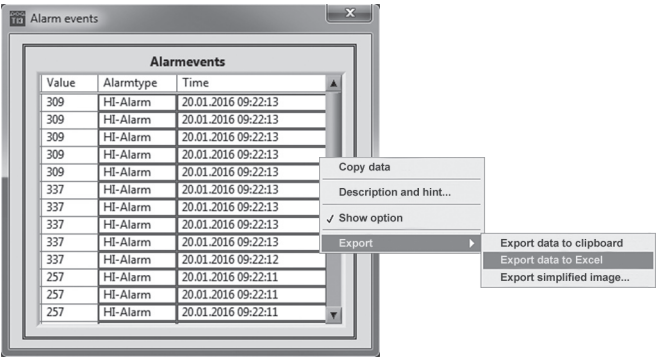 Alarm events
Alarmevents
Value Alarmtype Time
309 HI-Alarm 20.01.2016 09:22:13
309 HI-Alarm 20.01.2016 09:22:13
309 HI-Alarm 20.01.2016 09:22:13
309 HI-Alarm 20.01.2016 09:22:13
309 HI-Alarm 20.01.2016 09:22:13
337 HI-Alarm 20.01.2016 09:22:13
337 HI-Alarm 20.01.2016 09:22:13
337 HI-Alarm 20.01.2016 09:22:13
337 HI-Alarm 20.01.2016 09:22:13
337 HI-Alarm 20.01.2016 09:22:12
257 HI-Alarm 20.01.2016 09:22:11
257 HI-Alarm 20.01.2016 09:22:11
257 HI-Alarm 20.01.2016 09:22:11
Copy data
Description and hint...
✓ Show option
Export
Export data to clipboard
Export data to Excel
Export simplified image...